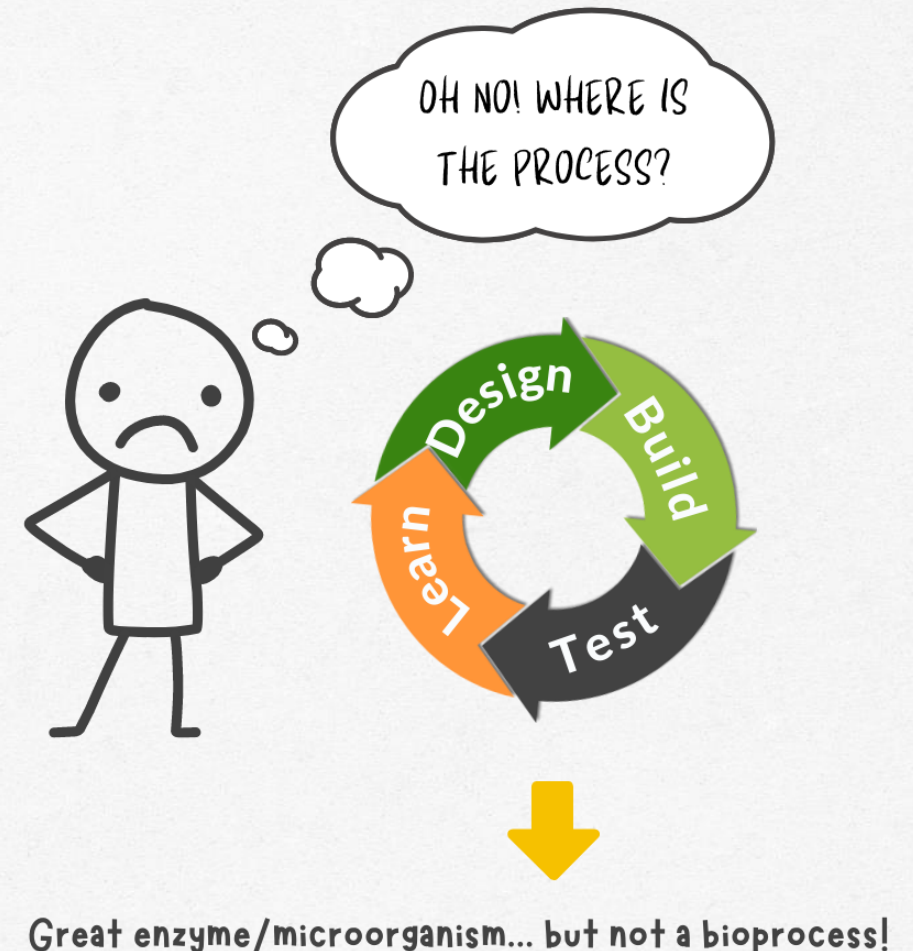 OH NO! WHERE IS
THE PROCESS?
Design
Build
Test
Learn
Great enzyme/microorganism... but not a bioprocess!